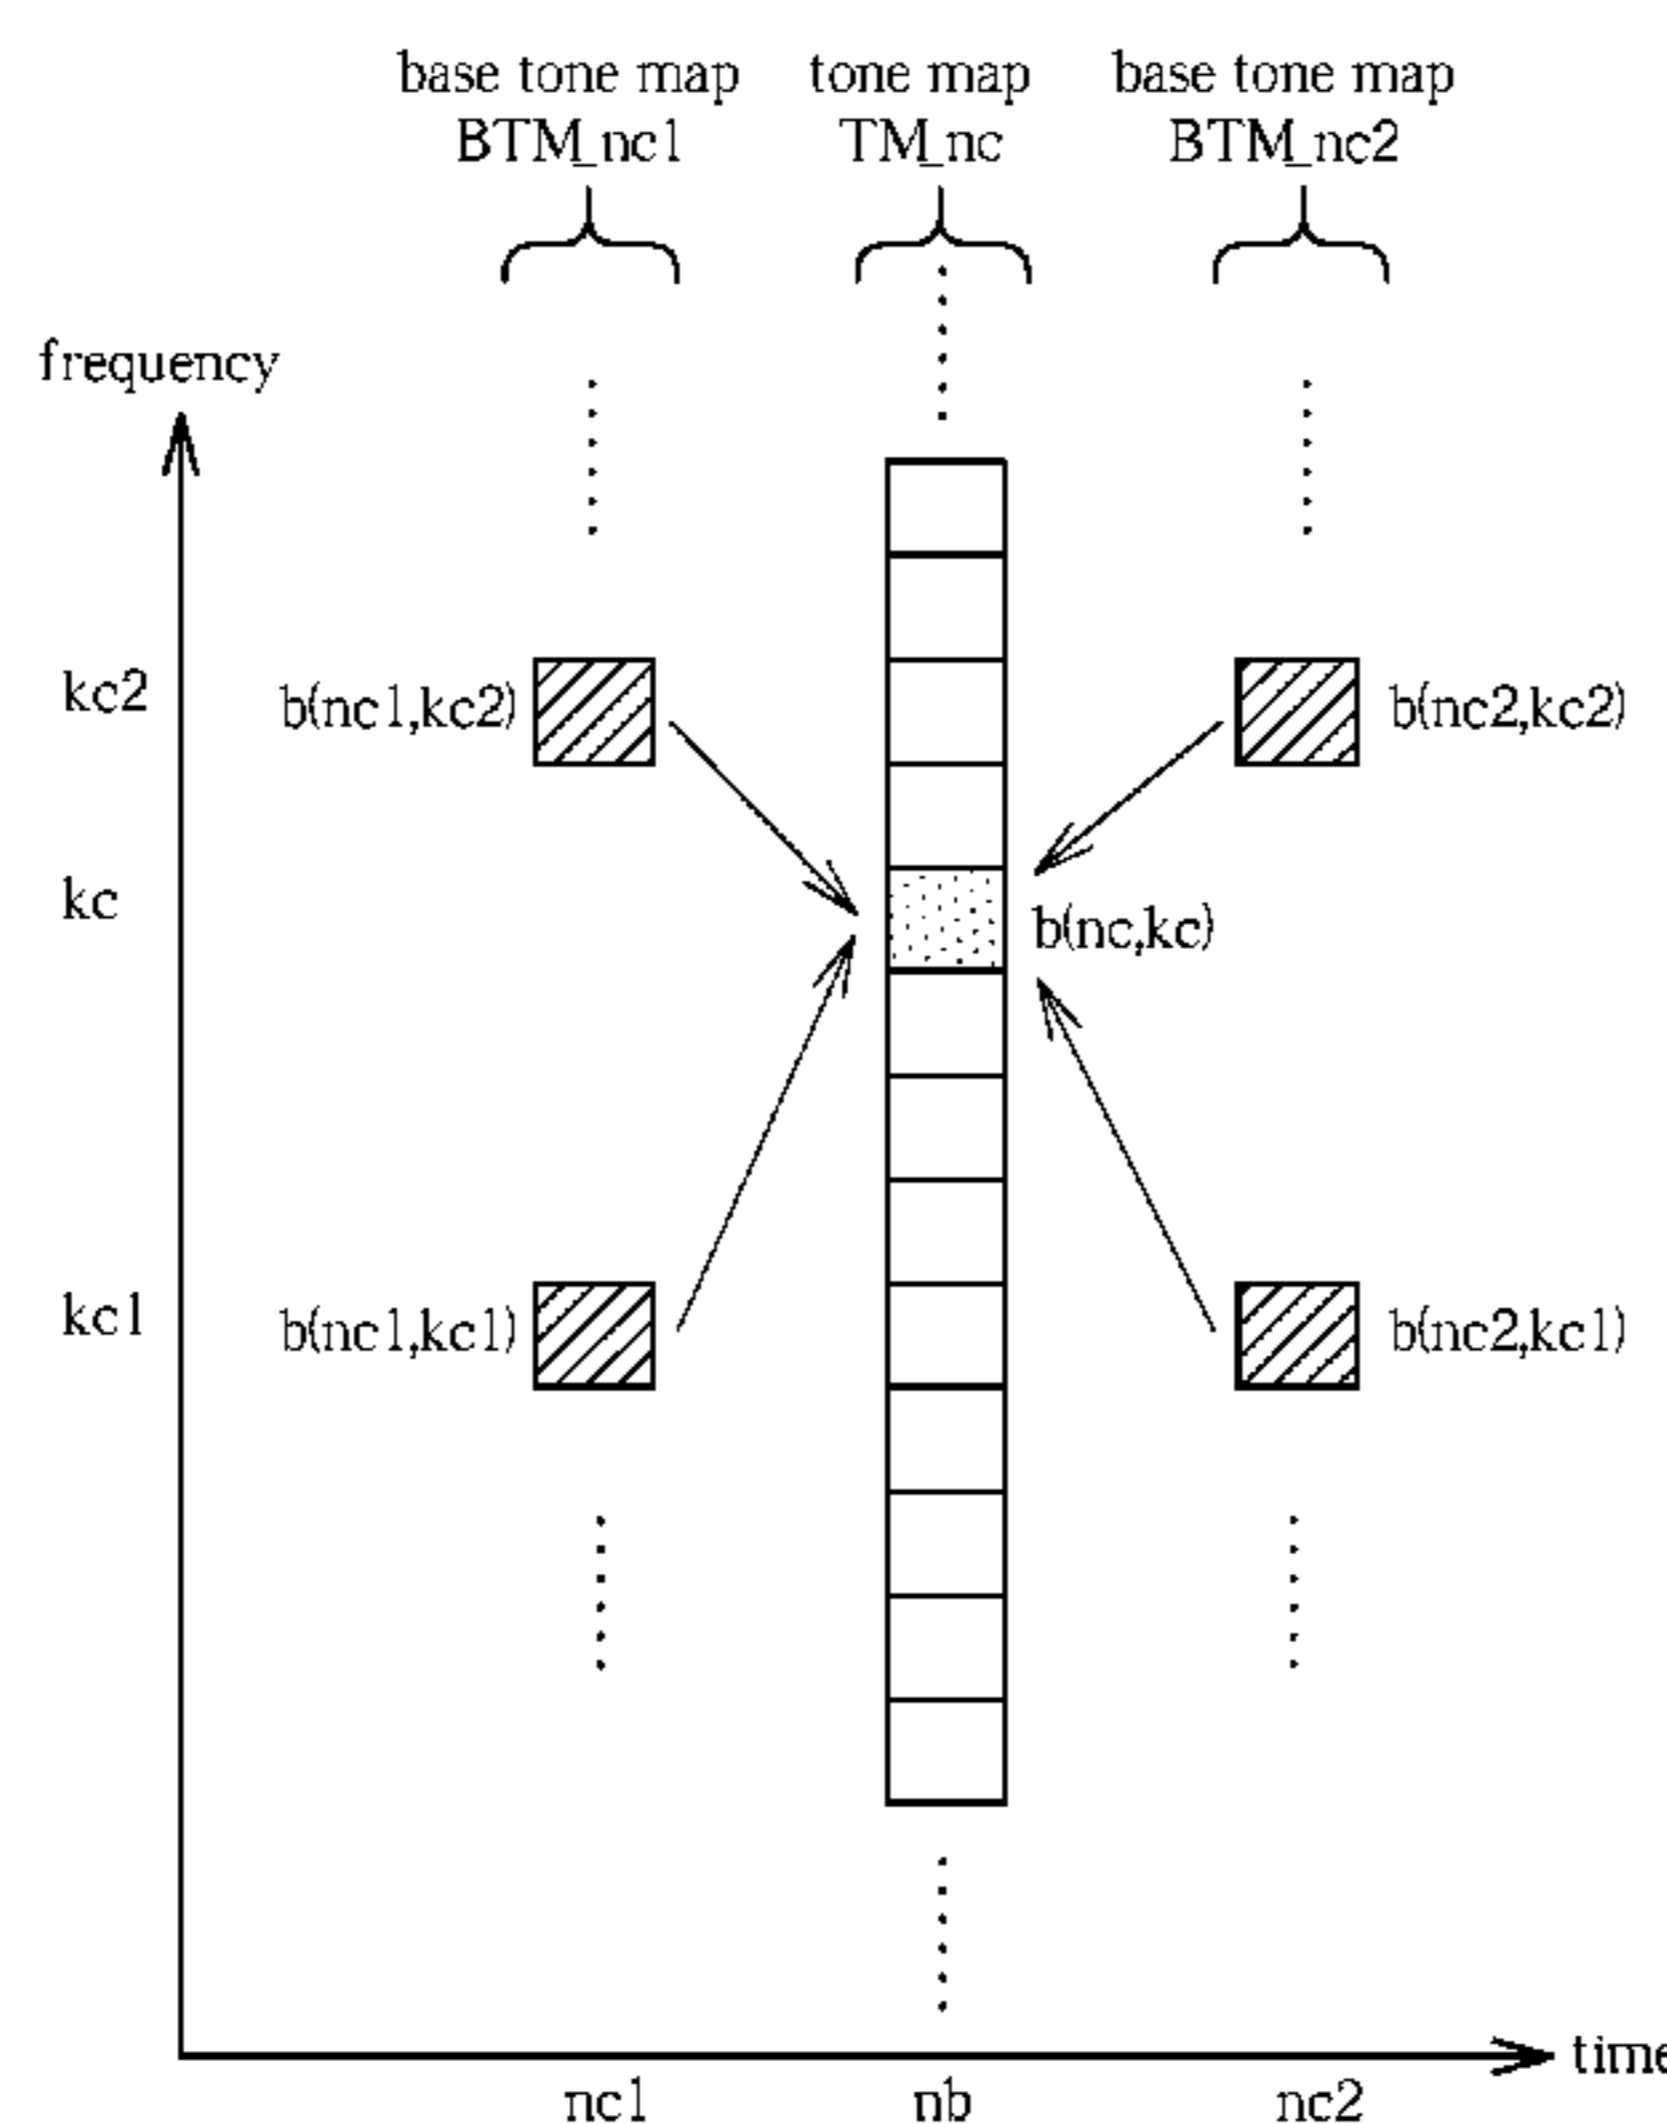 base tone map
BTM_nc1
tone map
TM_nc
base tone map
BTM_nc2
frequency
kc2
b(nc1,kc2)
b(nc2,kc2)
kc
b(nc,kc)
kc1
b(nc1,kc1)
b(nc2,kc1)
time
nc1
nb
nc2